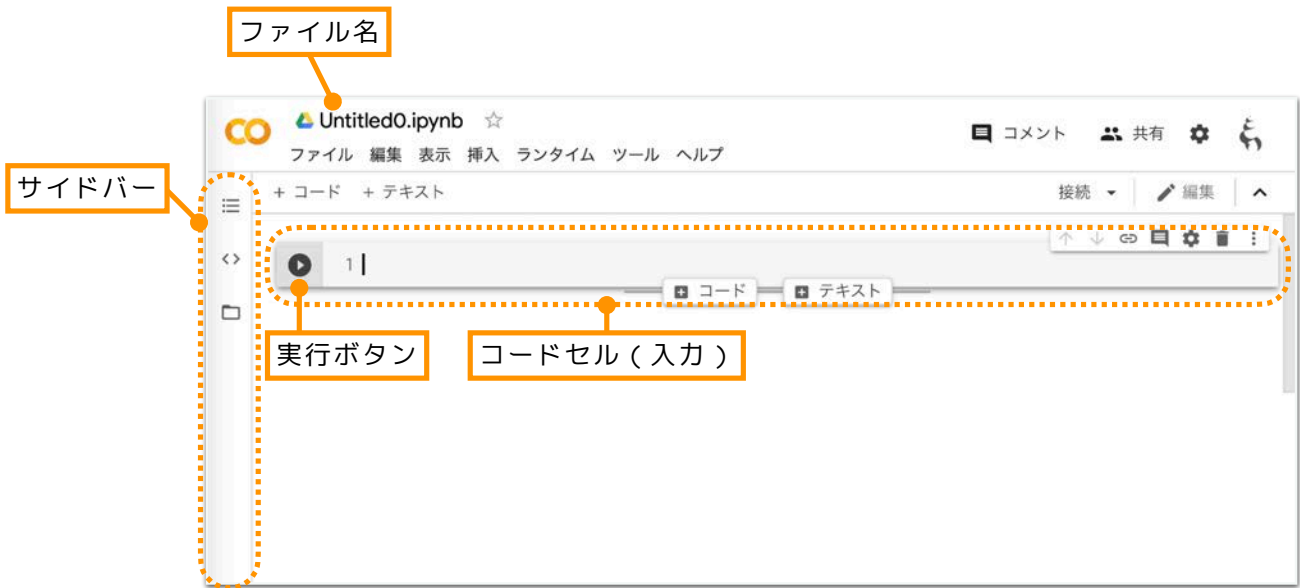 ファイル名
Untitled0.ipynb
コメント 共有
ファイル 編集 表示 挿入 ランタイム ツール ヘルプ
サイドバー
+ コード + テキスト 接続 編集
1
コード テキスト
実行ボタン
コードセル(入力)